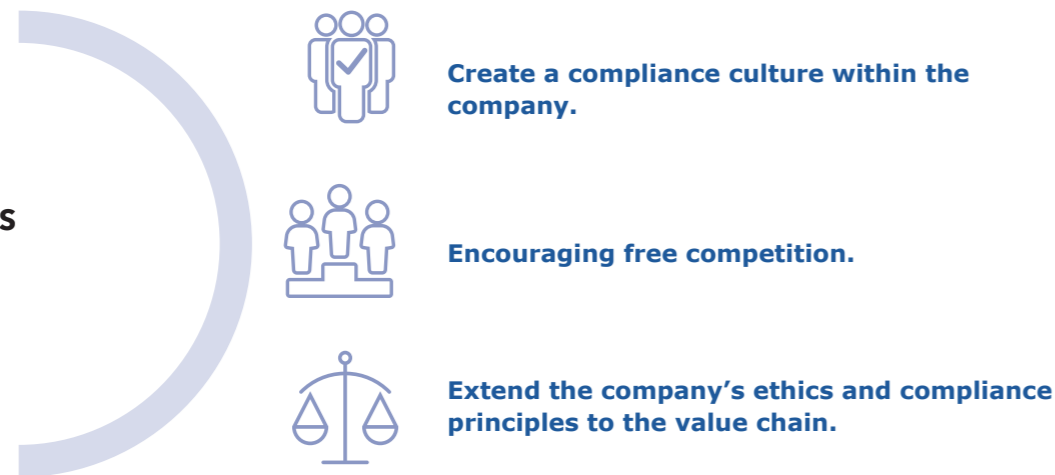 Create a compliance culture within the
company.
s
Encouraging free competition.
Extend the company’s ethics and compliance
principles to the value chain.